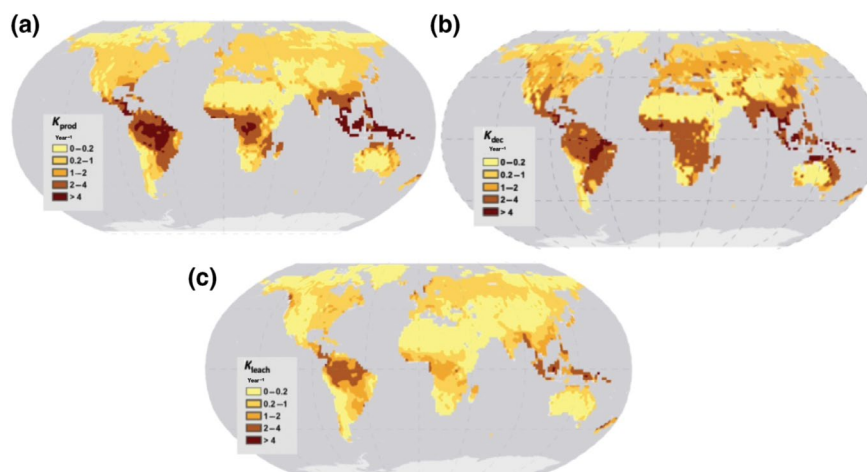 (a)
K prod
Year⁻¹
0–0.2
0.2–1
1–2
2–4
> 4
(b)
K dec
Year⁻¹
0–0.2
0.2–1
1–2
2–4
> 4
(c)
K leach
Year⁻¹
0–0.2
0.2–1
1–2
2–4
> 4